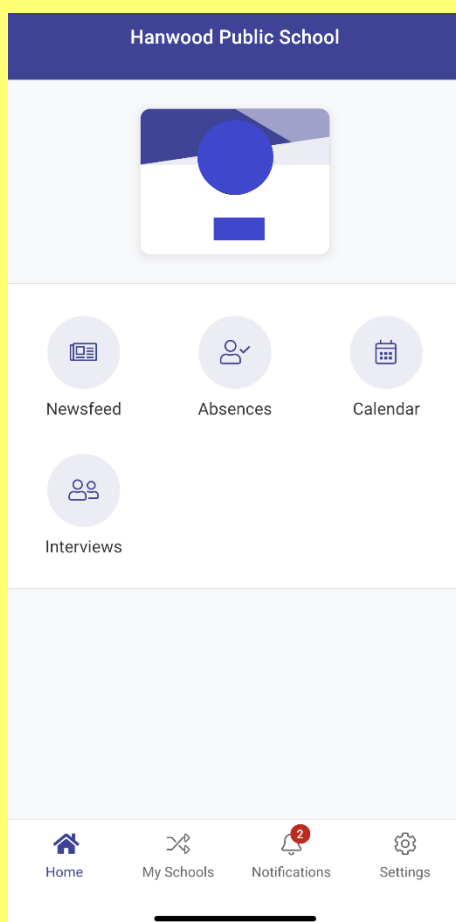 Hanwood Public School
Newsfeed
Absences
Calendar
Interviews
2
Home
My Schools
Notifications
Settings